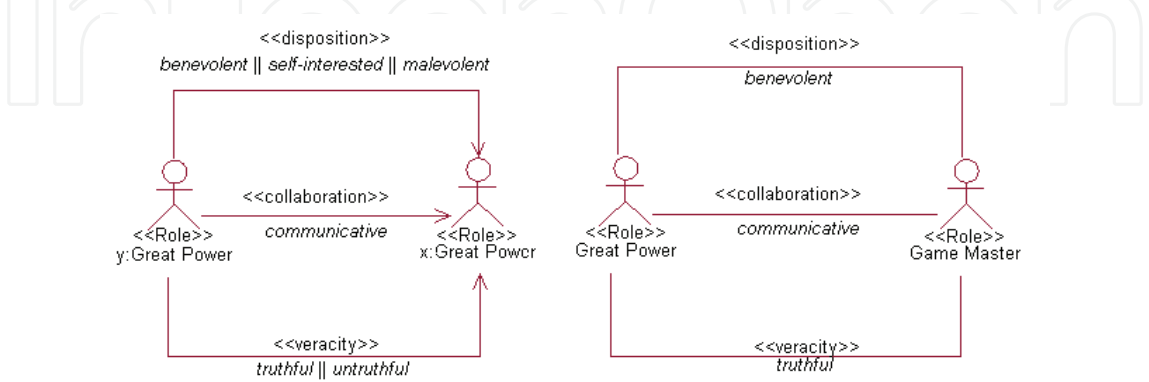 <<disposition>>
benevolent || self-interested || malevolent
<<collaboration>>
communicative
<<Role>>
y:Great Power
<<Role>>
x:Great Powcr
<<veracity>>
truthful || untruthful
<<disposition>>
benevolent
<<collaboration>>
communicative
<<Role>>
Great Power
<<Role>>
Game Master
<<veracity>>
truthful